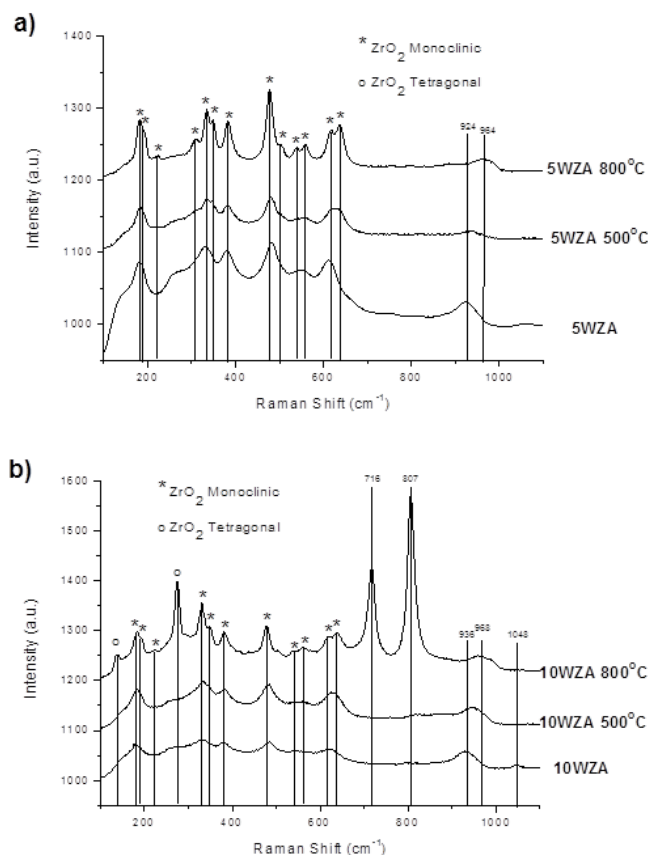 a)
1400
1300
1200
1100
1000
Intensity (a.u.)
* ZrO2 Monoclinic
o ZrO2 Tetragonal
* * * * * * * * * * * * *
924 964
5WZA 800°C
5WZA 500°C
5WZA
200 400 600 800 1000
Raman Shift (cm-1)
b)
1600
1500
1400
1300
1200
1100
1000
Intensity (a.u.)
* ZrO2 Monoclinic
o ZrO2 Tetragonal
716 807
o * * * o * * * * * * * *
936 968 1048
10WZA 800°C
10WZA 500°C
10WZA
200 400 600 800 1000
Raman Shift (cm-1)